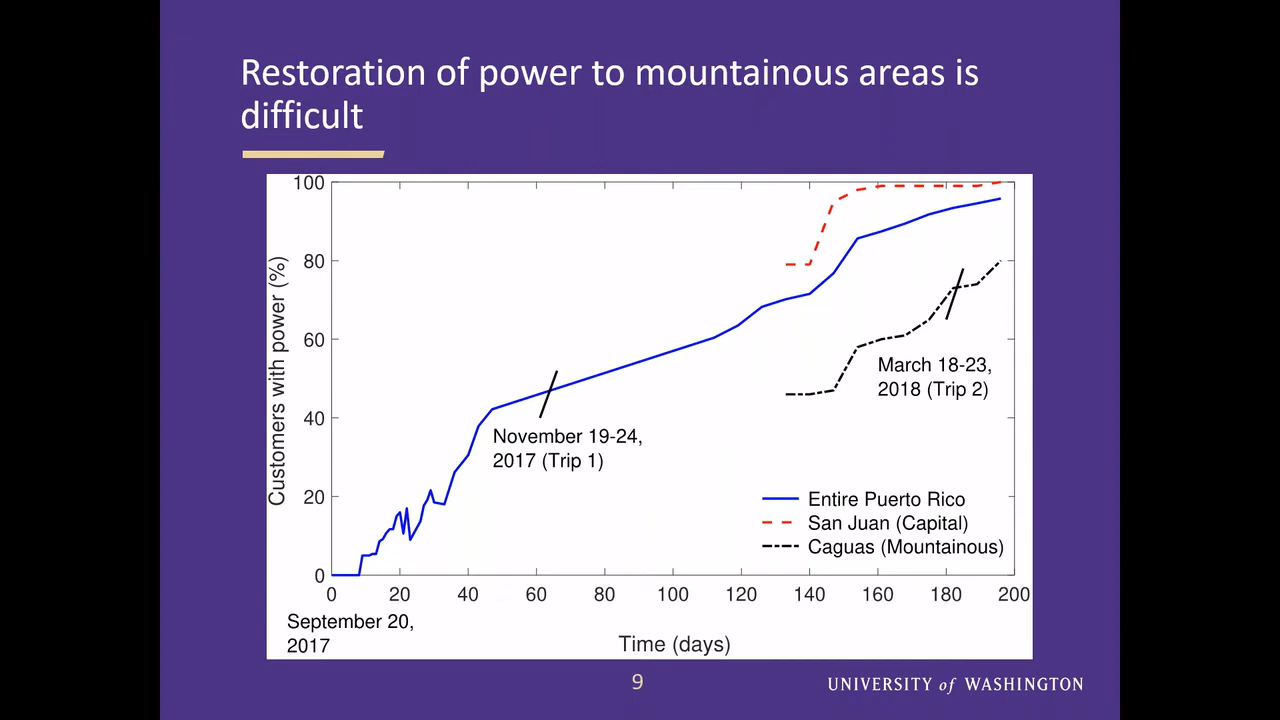 Restoration of power to mountainous areas is
difficult
100
80
60
40
20
0
Customers with power (%)
November 19-24,
2017 (Trip 1)
March 18-23,
2018 (Trip 2)
Entire Puerto Rico
San Juan (Capital)
Caguas (Mountainous)
0 20 40 60 80 100 120 140 160 180 200
September 20,
2017
Time (days)
9
UNIVERSITY of WASHINGTON